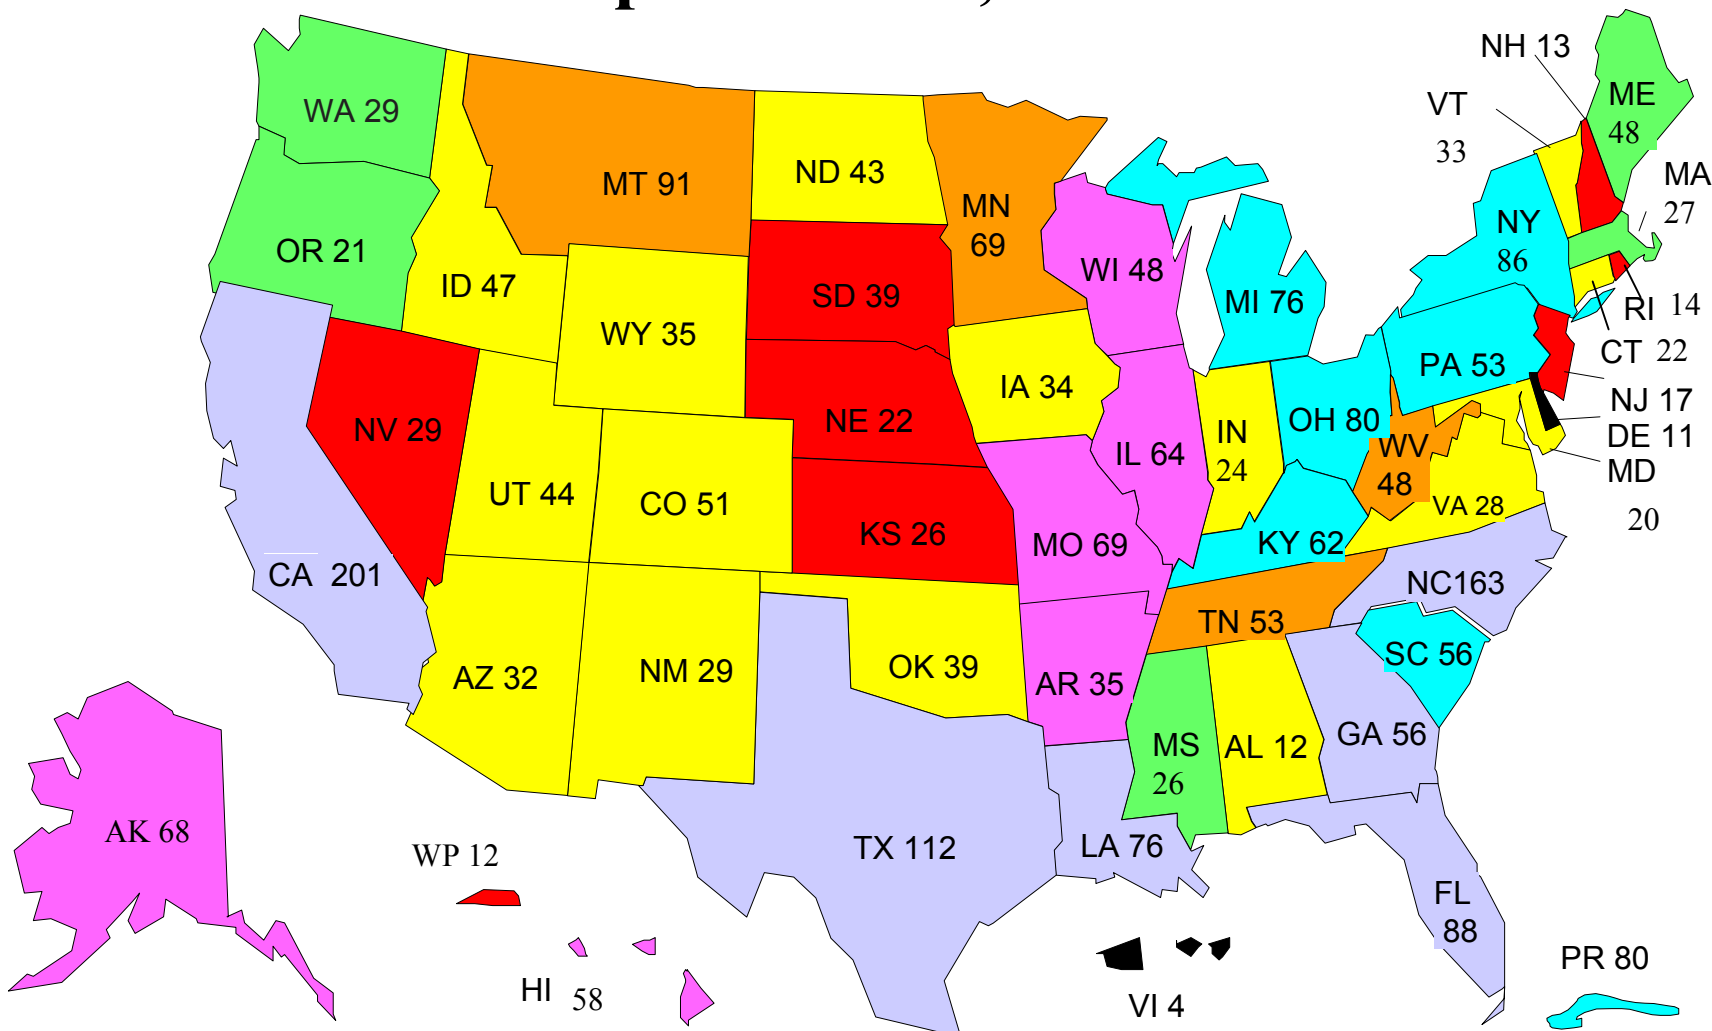 NH 13
VT
33
ME
48
MA
27
WA 29
MT 91
ND 43
MN
69
NY
86
OR 21
ID 47
SD 39
WI 48
MI 76
RI 14
WY 35
CT 22
PA 53
IA 34
NJ 17
NV 29
NE 22
OH 80
IN
24
DE 11
WV
48
IL 64
MD
20
UT 44
CO 51
VA 28
KS 26
MO 69
KY 62
CA 201
NC163
TN 53
SC 56
AZ 32
NM 29
OK 39
AR 35
GA 56
MS
26
AL 12
AK 68
WP 12
TX 112
LA 76
FL
88
HI 58
VI 4
PR 80